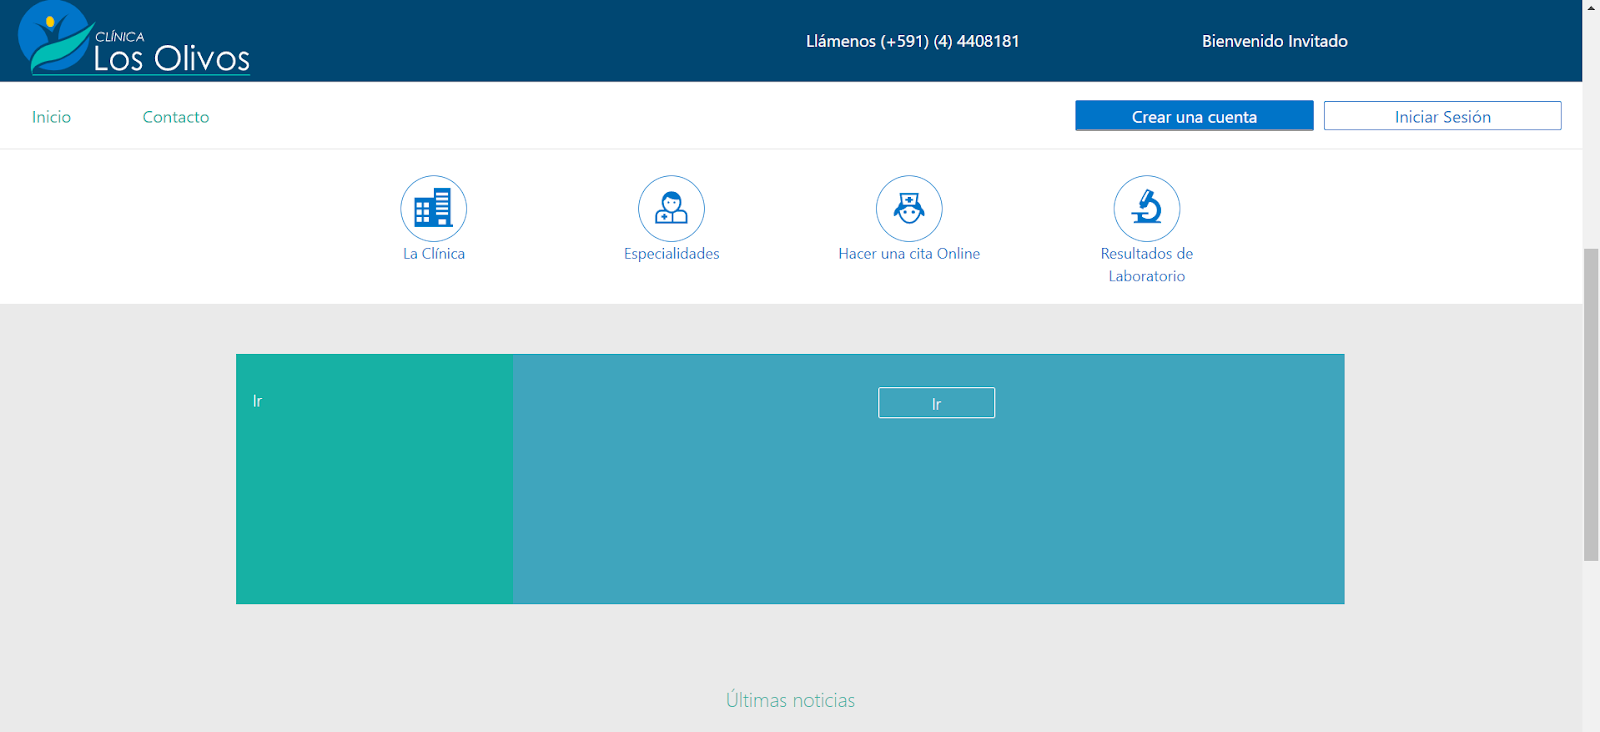 CLÍNICA
Los Olivos
Llámenos (+591) (4) 4408181
Bienvenido Invitado
Inicio
Contacto
Crear una cuenta
Iniciar Sesión
La Clínica
Especialidades
Hacer una cita Online
Resultados de
Laboratorio
Ir
Ir
Últimas noticias